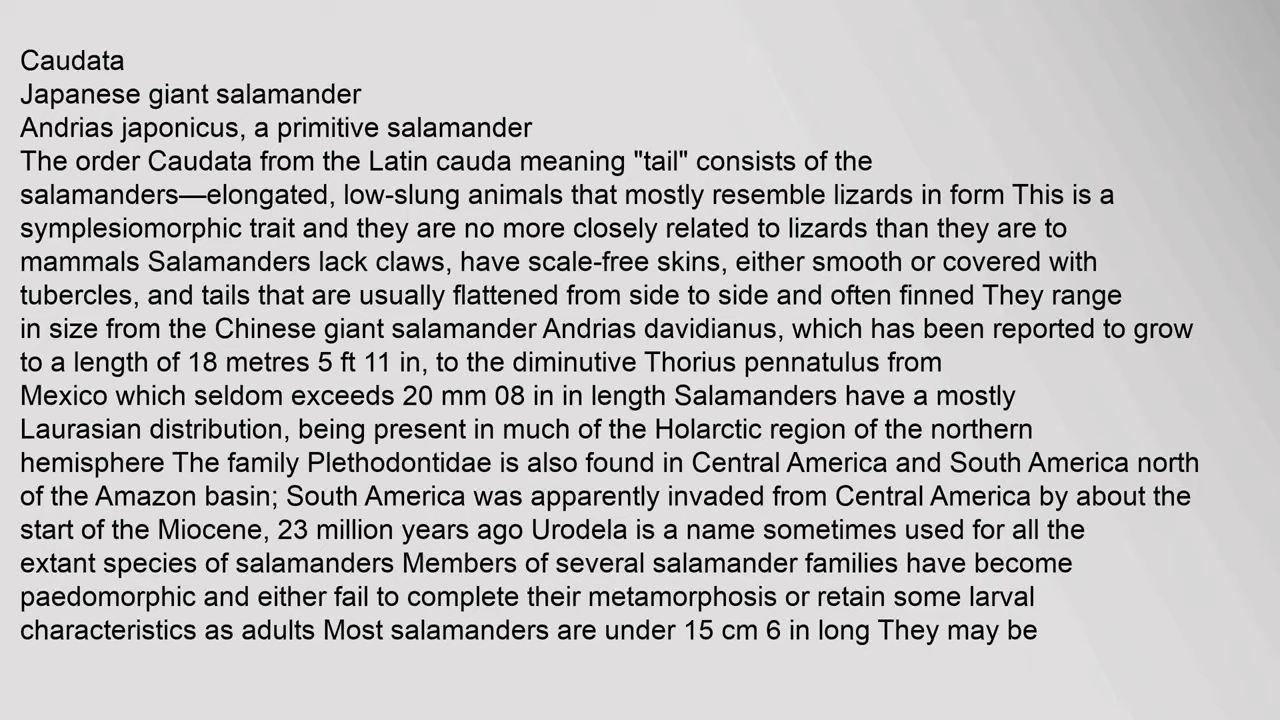 Caudata
Japanese giant salamander
Andrias japonicus, a primitive salamander
The order Caudata from the Latin cauda meaning "tail" consists of the
salamanders—elongated, low-slung animals that mostly resemble lizards in form This is a
symplesiomorphic trait and they are no more closely related to lizards than they are to
mammals Salamanders lack claws, have scale-free skins, either smooth or covered with
tubercles, and tails that are usually flattened from side to side and often finned They range
in size from the Chinese giant salamander Andrias davidianus, which has been reported to grow
to a length of 18 metres 5 ft 11 in, to the diminutive Thorius pennatulus from
Mexico which seldom exceeds 20 mm 08 in in length Salamanders have a mostly
Laurasian distribution, being present in much of the Holarctic region of the northern
hemisphere The family Plethodontidae is also found in Central America and South America north
of the Amazon basin; South America was apparently invaded from Central America by about the
start of the Miocene, 23 million years ago Urodela is a name sometimes used for all the
extant species of salamanders Members of several salamander families have become
paedomorphic and either fail to complete their metamorphosis or retain some larval
characteristics as adults Most salamanders are under 15 cm 6 in long They may be